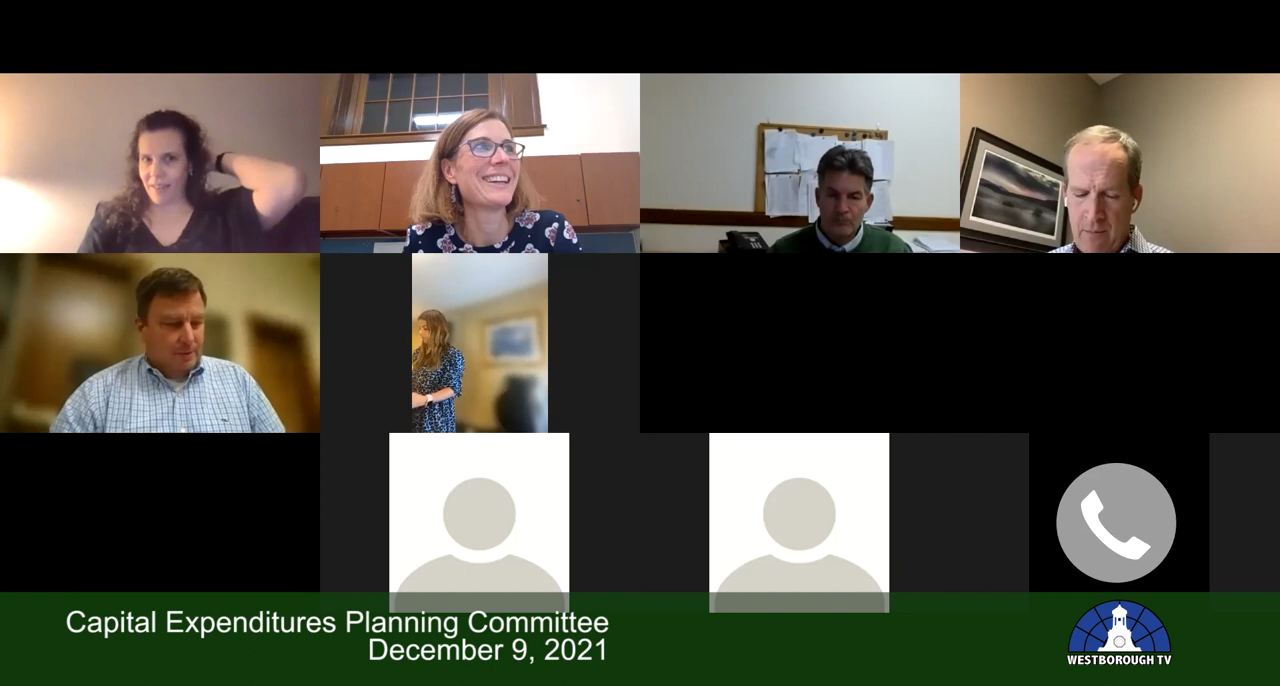 Capital Expenditures Planning Committee
December 9, 2021
WESTBOROUGH TV